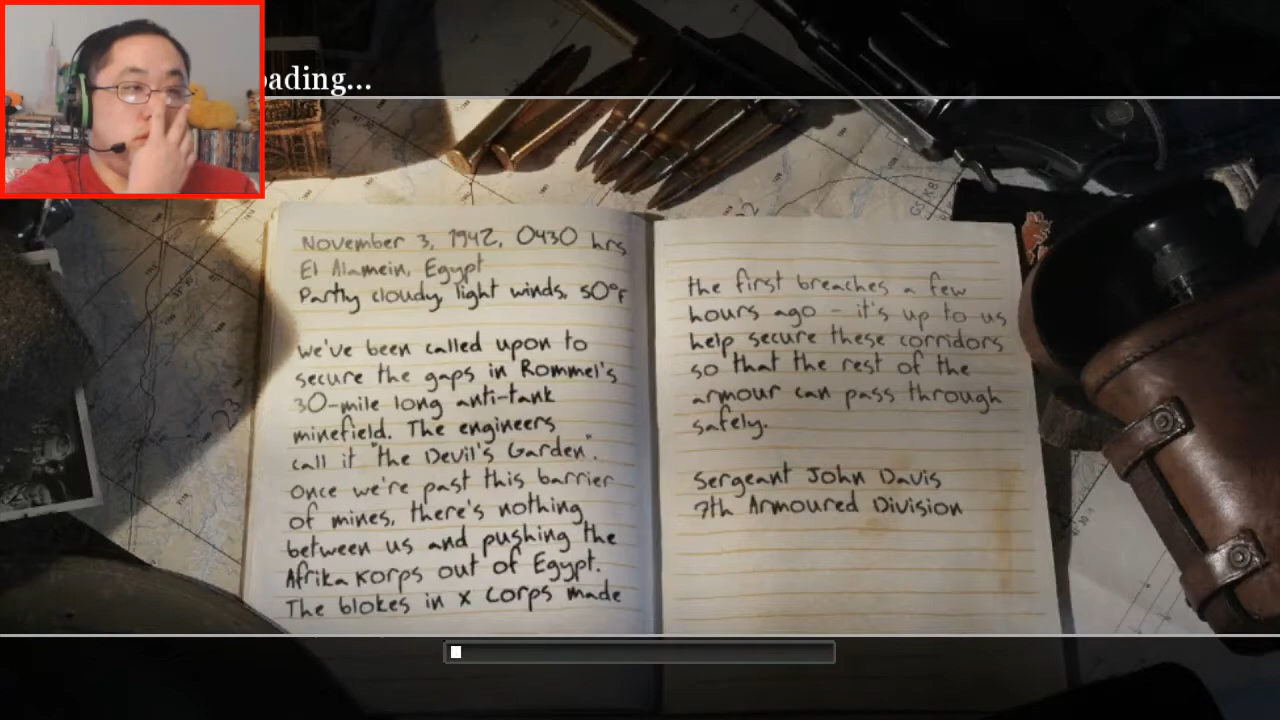 oading...
November 3, 1942, 0430 hrs
El Alamein, Egypt
Partly cloudy, light winds, 50°F
We've been called upon to
secure the gaps in Rommel's
30-mile long anti-tank
minefield. The engineers
call it "the Devil's Garden".
Once we're past this barrier
of mines, there's nothing
between us and pushing the
Afrika Korps out of Egypt.
The blokes in X Corps made
the first breaches a few
hours ago - it's up to us
help secure these corridors
so that the rest of the
armour can pass through
safely.
Sergeant John Davis
7th Armoured Division